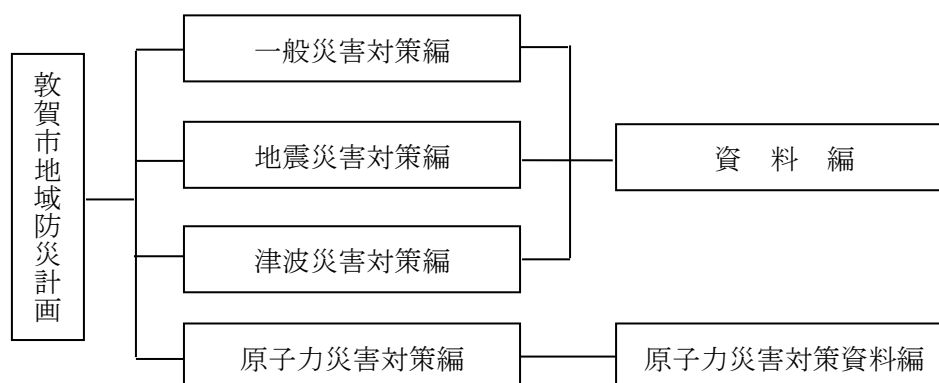 敦賀市地域防災計画
一般災害対策編
地震災害対策編
津波災害対策編
原子力災害対策編
資　料　編
原子力災害対策資料編